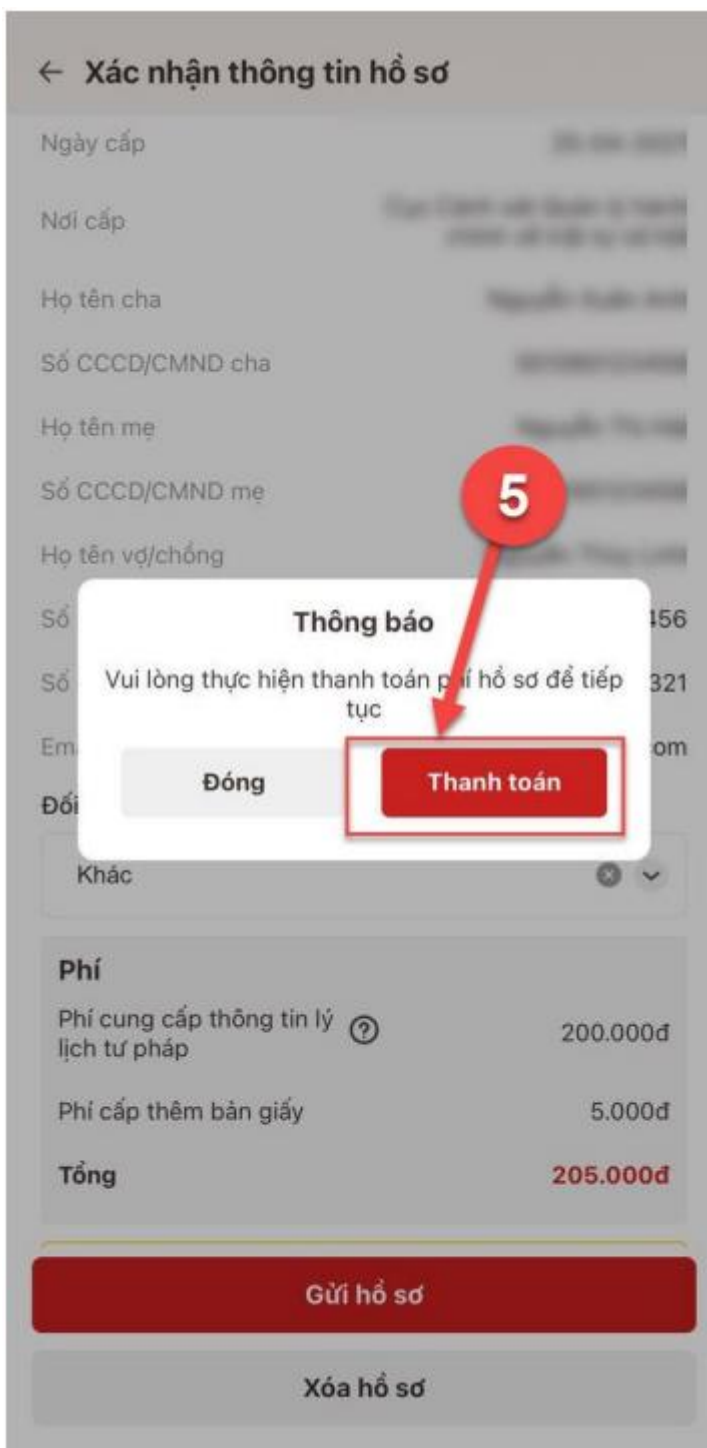 ← Xác nhận thông tin hồ sơ
Ngày cấp
Nơi cấp
Họ tên cha
Số CCCD/CMND cha
Họ tên mẹ
Số CCCD/CMND mẹ
5
Họ tên vợ/chồng
Số
456
Thông báo
Vui lòng thực hiện thanh toán phí hồ sơ để tiếp
tục
Số
321
Em
om
Đóng
Thanh toán
Đối
Khác
Phí
Phí cung cấp thông tin lý
lịch tư pháp
200.000đ
Phí cấp thêm bản giấy
5.000đ
Tổng
205.000đ
Gửi hồ sơ
Xóa hồ sơ